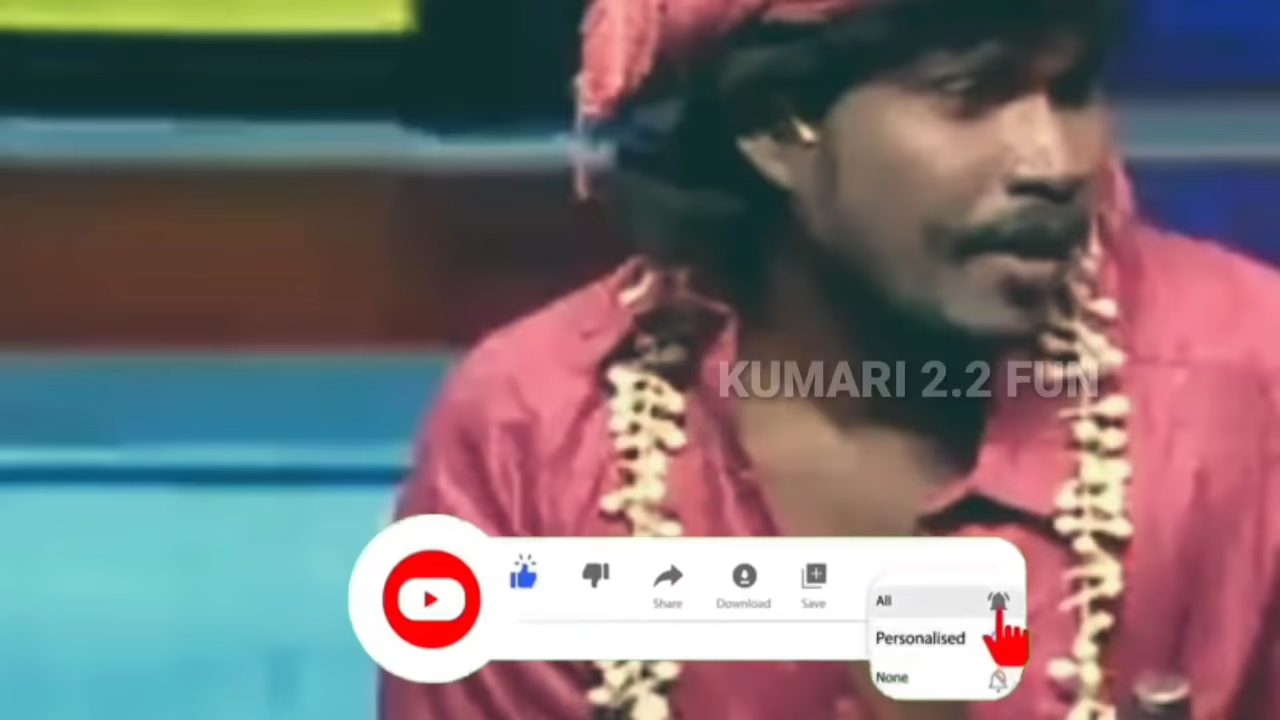 KUMARI 2.2 FUN
Share
Download
Save
All
Personalised
None